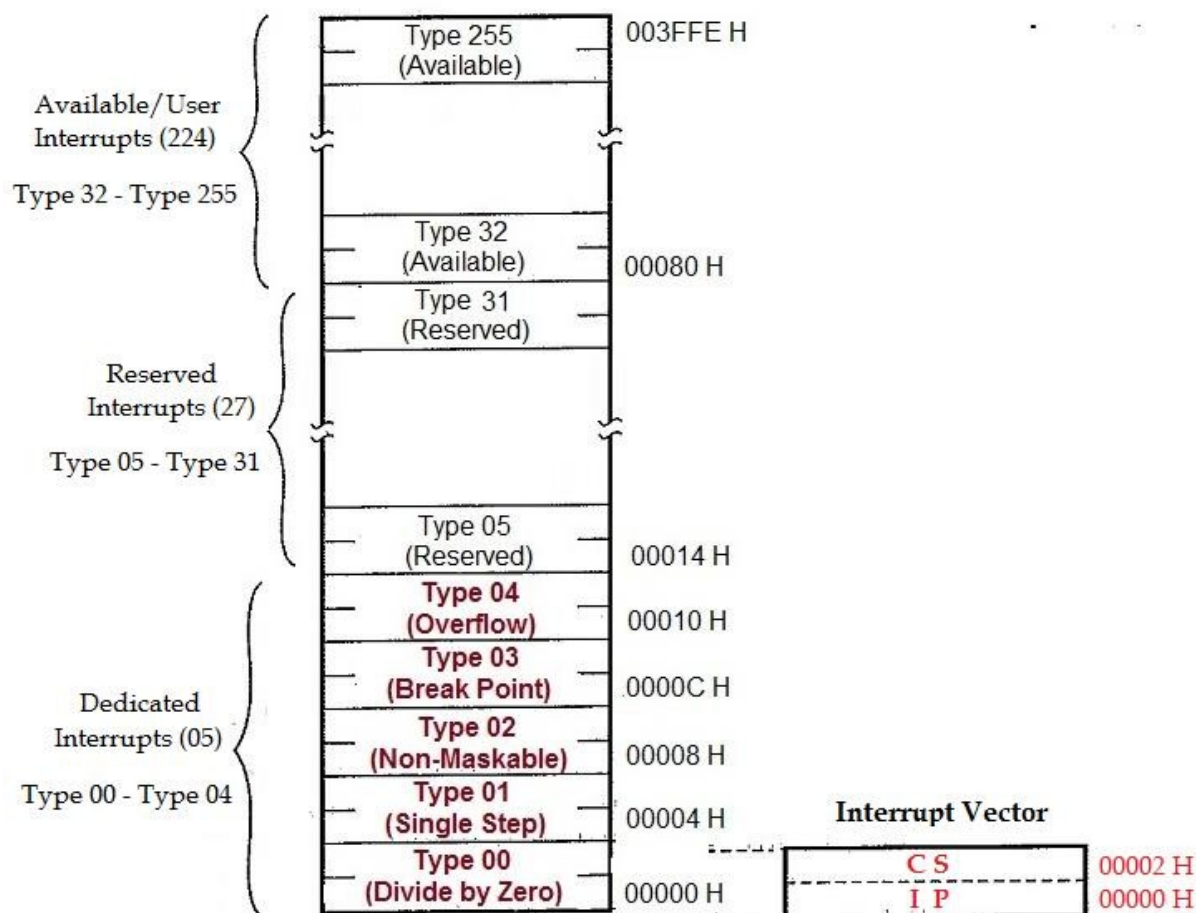 Type 255
(Available)
003FFE H
Available/User
Interrupts (224)
Type 32 - Type 255
Type 32
(Available)
00080 H
Type 31
(Reserved)
Reserved
Interrupts (27)
Type 05 - Type 31
Type 05
(Reserved)
00014 H
Type 04
(Overflow)
00010 H
Type 03
(Break Point)
0000C H
Dedicated
Interrupts (05)
Type 00 - Type 04
Type 02
(Non-Maskable)
00008 H
Type 01
(Single Step)
00004 H
Type 00
(Divide by Zero)
00000 H
Interrupt Vector
C S
00002 H
I P
00000 H